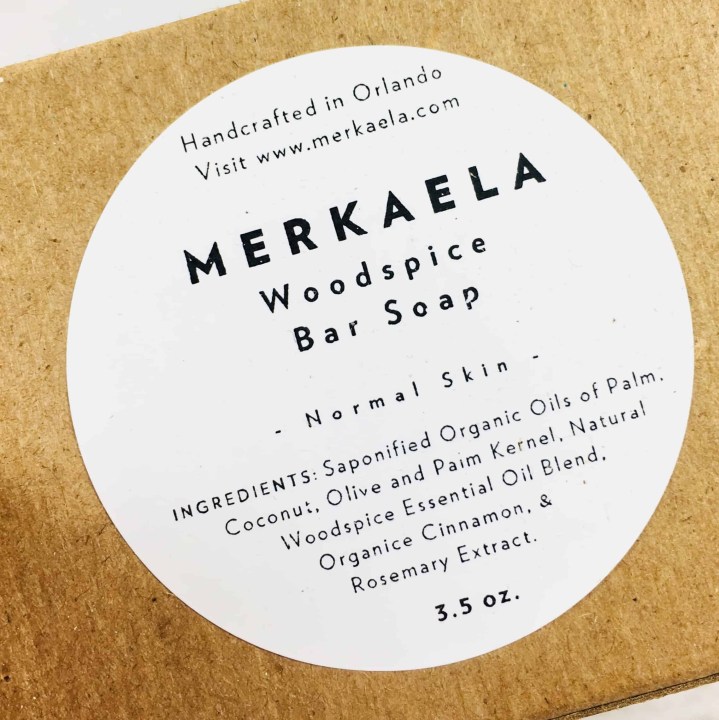 Handcrafted in Orlando
Visit www.merkaela.com
MERKAELA
Woodspice
Bar Soap
- Normal Skin -
INGREDIENTS: Saponified Organic Oils of Palm,
Coconut, Olive and Paim Kernel, Natural
Woodspice Essential Oil Blend,
Organice Cinnamon, &
Rosemary Extract.
3.5 oz.